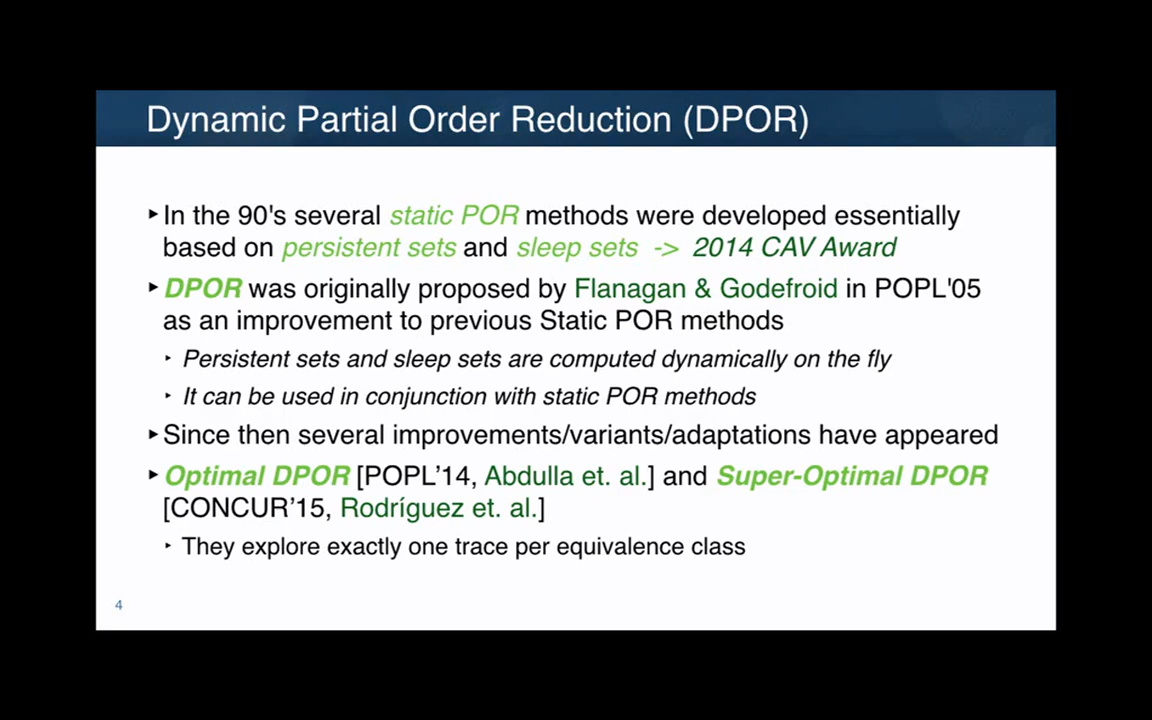 Dynamic Partial Order Reduction (DPOR)
‣In the 90's several static POR methods were developed essentially
based on persistent sets and sleep sets -> 2014 CAV Award
‣DPOR was originally proposed by Flanagan & Godefroid in POPL'05
as an improvement to previous Static POR methods
‣ Persistent sets and sleep sets are computed dynamically on the fly
‣ It can be used in conjunction with static POR methods
‣Since then several improvements/variants/adaptations have appeared
‣Optimal DPOR [POPL’14, Abdulla et. al.] and Super-Optimal DPOR
[CONCUR’15, Rodríguez et. al.]
‣ They explore exactly one trace per equivalence class
4